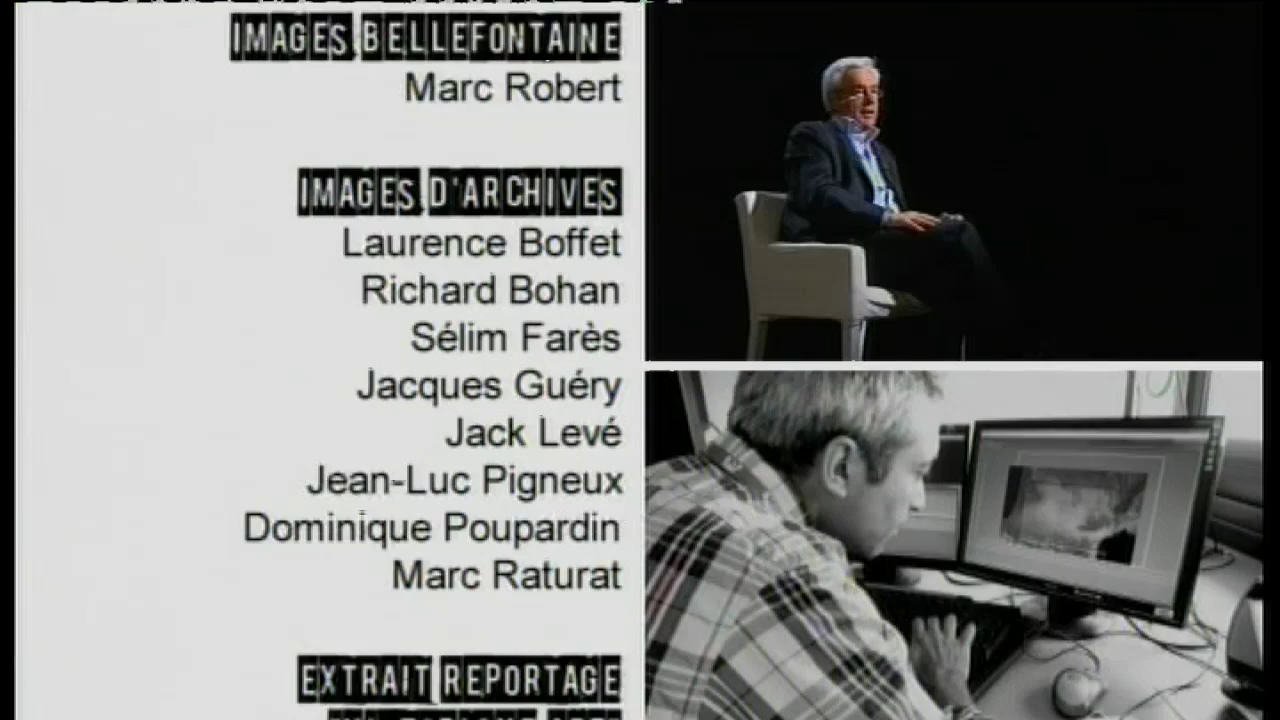 IMAGES BELLEFONTAINE
Marc Robert
IMAGES D'ARCHIVES
Laurence Boffet
Richard Bohan
Sélim Farès
Jacques Guéry
Jack Levé
Jean-Luc Pigneux
Dominique Poupardin
Marc Raturat
EXTRAIT REPORTAGE